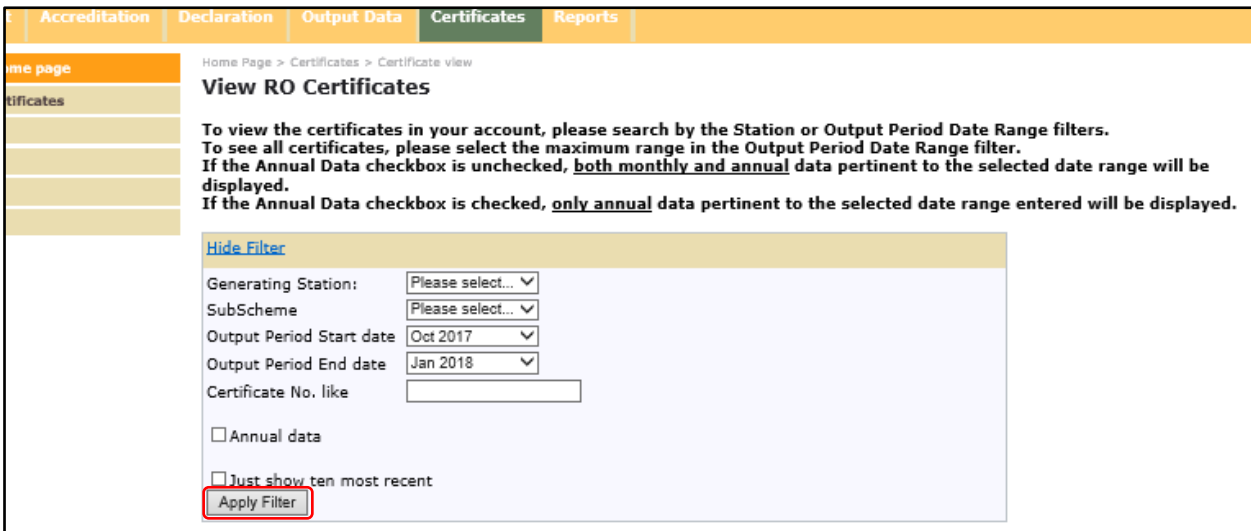 Accreditation Declaration Output Data Certificates Reports
page
Home Page > Certificates > Certificate view
View RO Certificates
To view the certificates in your account, please search by the Station or Output Period Date Range filters.
To see all certificates, please select the maximum range in the Output Period Date Range filter.
If the Annual Data checkbox is unchecked, both monthly and annual data pertinent to the selected date range will be
displayed.
If the Annual Data checkbox is checked, only annual data pertinent to the selected date range entered will be displayed.
Hide Filter
Generating Station: Please select...
SubScheme Please select...
Output Period Start date Oct 2017
Output Period End date Jan 2018
Certificate No. like
Annual data
Just show ten most recent
Apply Filter